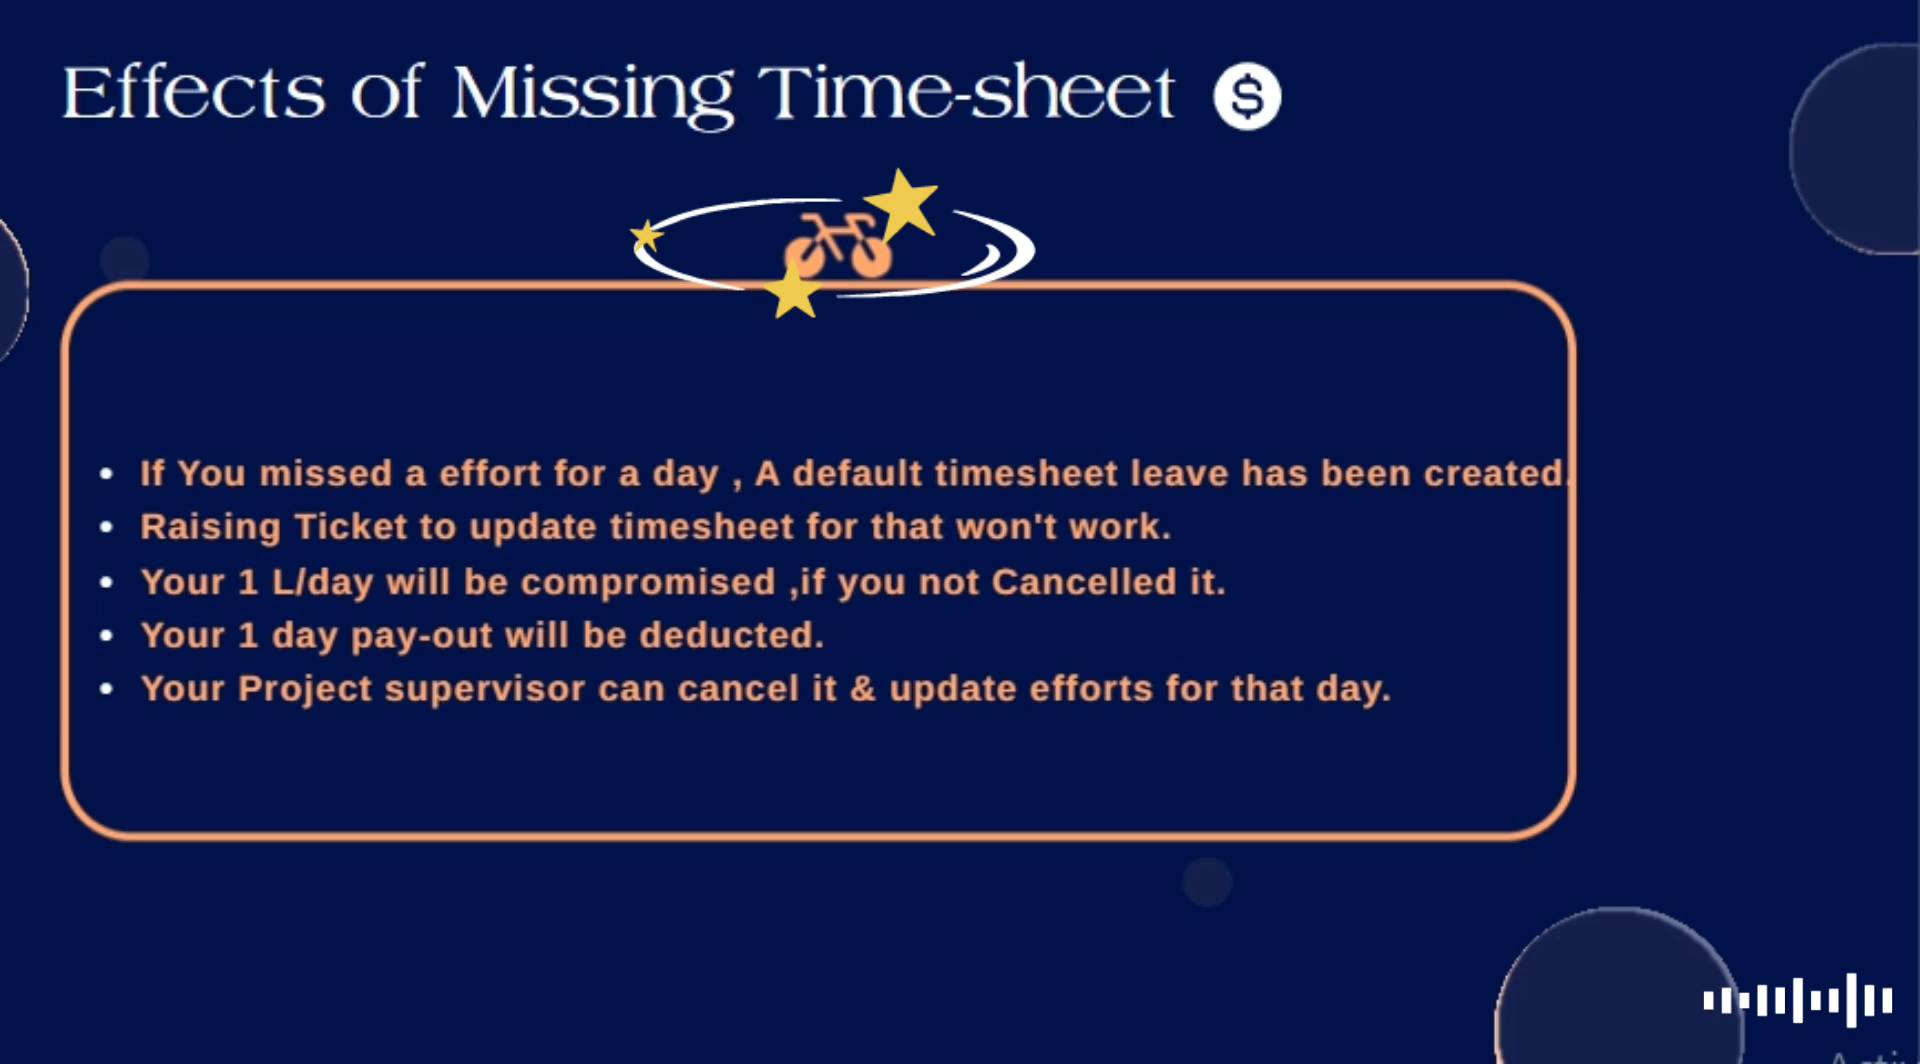 Effects of Missing Time-sheet
• If You missed a effort for a day , A default timesheet leave has been created.
• Raising Ticket to update timesheet for that won't work.
• Your 1 L/day will be compromised ,if you not Cancelled it.
• Your 1 day pay-out will be deducted.
• Your Project supervisor can cancel it & update efforts for that day.